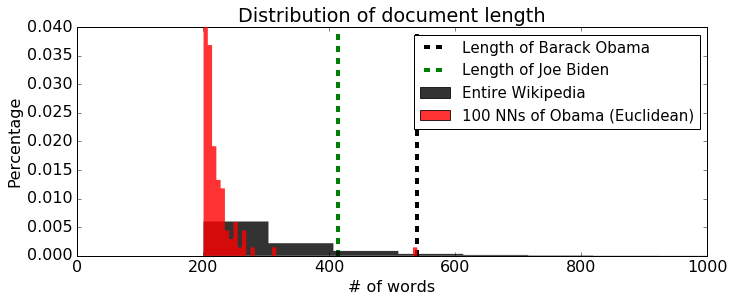 Distribution of document length
0.040
0.035
0.030
0.025
0.020
0.015
0.010
0.005
0.000
Percentage
Length of Barack Obama
Length of Joe Biden
Entire Wikipedia
100 NNs of Obama (Euclidean)
0 200 400 600 800 1000
# of words